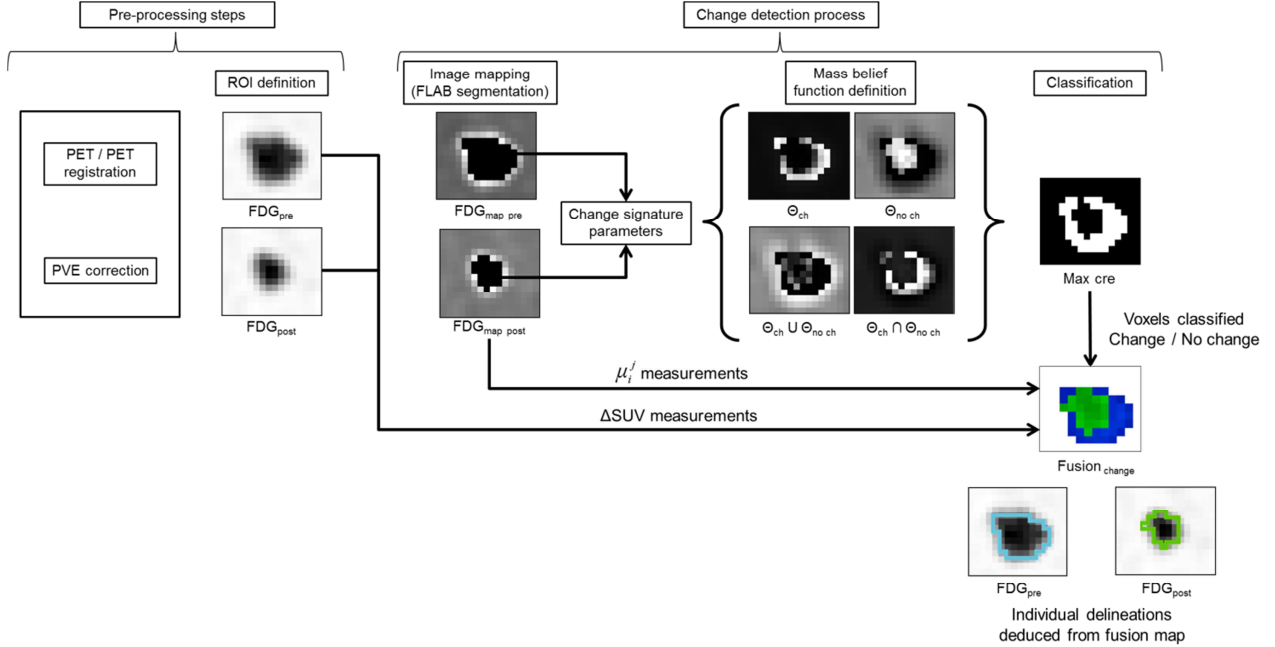 Pre-processing steps
Change detection process
ROI definition
Image mapping
(FLAB segmentation)
Mass belief
function definition
Classification
PET / PET
registration
PVE correction
FDGpre
FDGpost
FDGmap pre
FDGmap post
Change signature
parameters
Θch
Θno ch
Θch ∪ Θno ch
Θch ∩ Θno ch
Max cre
Voxels classified
Change / No change
μij measurements
ΔSUV measurements
Fusion change
FDGpre
FDGpost
Individual delineations
deduced from fusion map